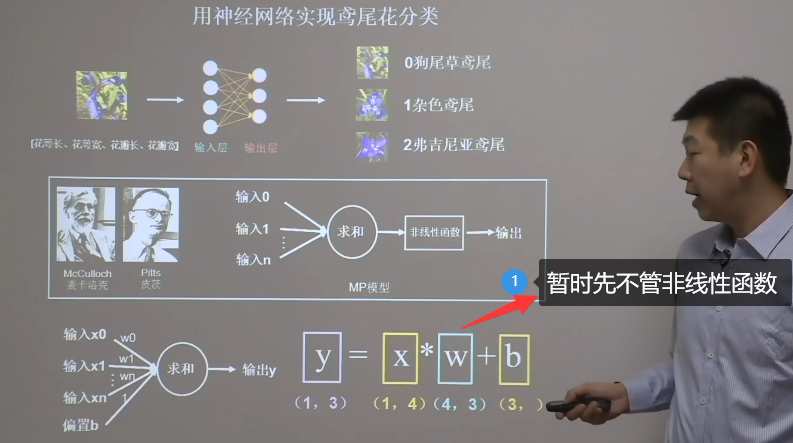 用神经网络实现鸢尾花分类
0狗尾草鸢尾
1杂色鸢尾
2弗吉尼亚鸢尾
[花萼长、花萼宽、花瓣长、花瓣宽]
输入层
输出层
McCulloch
麦卡洛克
Pitts
皮茨
输入0
输入1
⋮
输入n
求和
非线性函数
输出
MP模型
1
暂时先不管非线性函数
输入x0
w0
输入x1
w1
⋮
输入xn
wn
⋮
偏置b
1
求和
输出y
y = x * w + b
(1, 3) (1, 4) (4, 3) (3, )